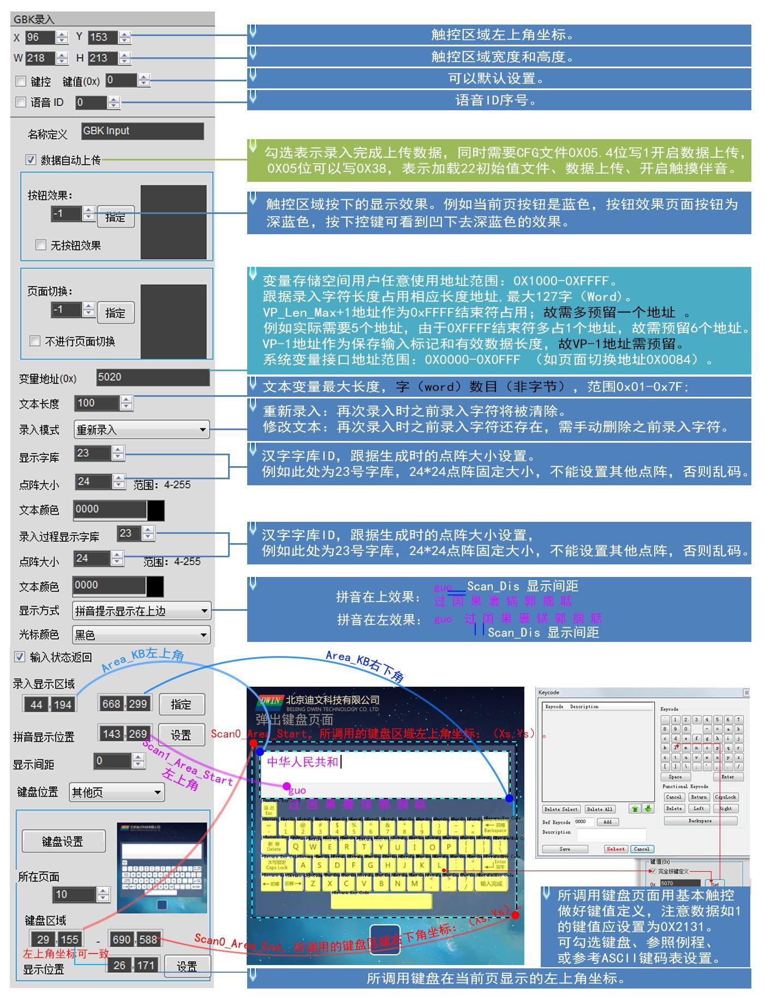 GBK录入
X 96 Y 153
触控区域左上角坐标。
W 218 H 213
触控区域宽度和高度。
键控 键值(0x) 0
可以默认设置。
语音 ID 0
语音ID序号。
名称定义 GBK Input
数据自动上传
勾选表示录入完成上传数据，同时需要CFG文件0X05.4位写1开启数据上传，
0X05位可以写0X38，表示加载22初始值文件、数据上传、开启触摸伴音。
按钮效果：
-1 指定
无按钮效果
触控区域按下的显示效果。例如当前页按钮是蓝色，按钮效果页面按钮为
深蓝色，按下控键可看到凹下去深蓝色的效果。
页面切换：
-1 指定
不进行页面切换
变量存储空间用户任意使用地址范围：0X1000-0XFFFF。
跟据录入字符长度占用相应长度地址,最大127字（Word)。
VP_Len_Max+1地址作为0xFFFF结束符占用；故需多预留一个地址 。
例如实际需要5个地址，由于0XFFFF结束符多占1个地址，故需预留6个地址。
VP-1地址作为保存输入标记和有效数据长度，故VP-1地址需预留。
系统变量接口地址范围：0X0000-0X0FFF （如页面切换地址0X0084）。
变量地址(0x) 5020
文本长度 100
文本变量最大长度，字（word）数目（非字节），范围0x01-0x7F;
录入模式 重新录入
重新录入：再次录入时之前录入字符将被清除。
修改文本：再次录入时之前录入字符还存在，需手动删除之前录入字符。
显示字库 23
点阵大小 24 范围：4-255
汉字字库ID，跟据生成时的点阵大小设置。
例如此处为23号字库，24*24点阵固定大小，不能设置其他点阵，否则乱码。
文本颜色 0000
录入过程显示字库 23
点阵大小 24 范围：4-255
汉字字库ID，跟据生成时的点阵大小设置，
例如此处为23号字库，24*24点阵固定大小，不能设置其他点阵，否则乱码。
文本颜色 0000
显示方式 拼音提示显示在上边
光标颜色 黑色
拼音在上效果：
guo Scan_Dis 显示间距
过 国 果 裹 锅 郭 掴 聒
拼音在左效果： guo 过 国 果 裹 锅 郭 掴 聒
Scan_Dis 显示间距
输入状态返回
Area_KB左上角
Area_KB右下角
录入显示区域
44 , 194 668 , 299 指定
拼音显示位置 143 , 269 设置
Scan1_Area_Start
左上角
显示间距 0
键盘位置 其他页
键盘设置
所在页面
10
键盘区域
29 , 155 - 690 , 588
左上角坐标可一致
显示位置 26 , 171 设置
DWIN 北京迪文科技有限公司
BEIJING DWIN TECHNOLOGY CO. LTD
弹出键盘页面
Scan0_Area_Start，所调用的键盘区域左上角坐标：（Xs,Ys）。
中华人民共和
guo
过 国 果 裹 锅 郭 掴 聒
退出 Esc
回格 Backspace
删 除 Delete Q W E R T Y U I O P
大写锁定 Caps Lock A S D F G H J K L Enter 回车
前移 后移 Z X C V B N M 输入完成
Return Key Code
Scan0_Area_End，所调用的键盘区域右下角坐标：（Xs,Ys）。
Keycode
Keycode Description
Keycode
1 2 3 4 5 6 7
8 9 0 - = a b
c d e f g h i j
k l m n o p q r
s t u v w x y z
[ ] \ ; ' , . /
Space Enter
Functional Keycode
Cancel Return CapsLock
Delete Left Right
Backspace
Delete Select Delete All
Def Keycode 0000 Add
Description
Save Select Cancel
键值(0x)
完全按键定义
0x 5070 Set
所调用键盘页面用基本触控
做好键值定义，注意数据如1
的键值应设置为0X2131。
可勾选键盘、参照例程、
或参考ASCII键码表设置。
所调用键盘在当前页显示的左上角坐标。